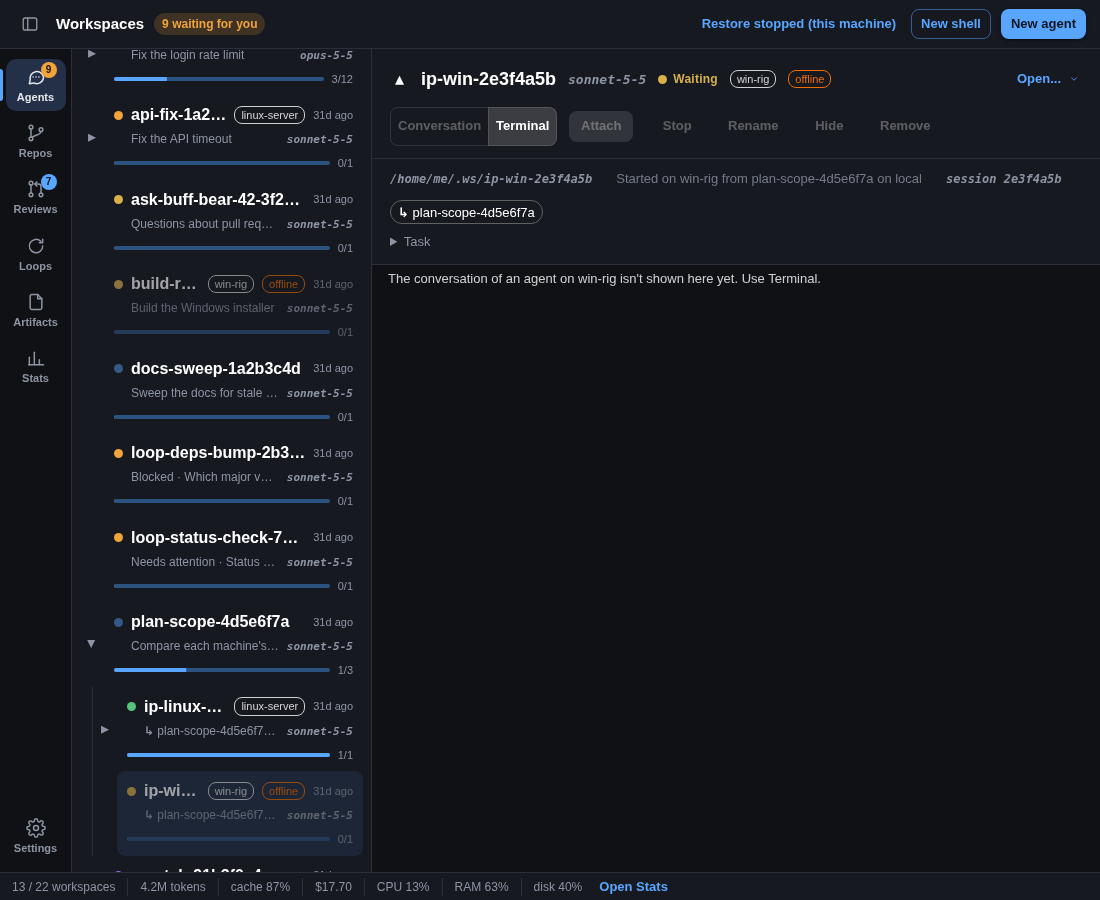 Workspaces
9 waiting for you
Restore stopped (this machine)
New shell
New agent
9
Agents
Repos
7
Reviews
Loops
Artifacts
Stats
Settings
Fix the login rate limit opus-5-5
3/12
api-fix-1a2… linux-server 31d ago
Fix the API timeout sonnet-5-5
0/1
ask-buff-bear-42-3f2… 31d ago
Questions about pull req… sonnet-5-5
0/1
build-r… win-rig offline 31d ago
Build the Windows installer sonnet-5-5
0/1
docs-sweep-1a2b3c4d 31d ago
Sweep the docs for stale … sonnet-5-5
0/1
loop-deps-bump-2b3… 31d ago
Blocked · Which major v… sonnet-5-5
0/1
loop-status-check-7… 31d ago
Needs attention · Status … sonnet-5-5
0/1
plan-scope-4d5e6f7a 31d ago
Compare each machine's… sonnet-5-5
1/3
ip-linux-… linux-server 31d ago
↳ plan-scope-4d5e6f7… sonnet-5-5
1/1
ip-wi… win-rig offline 31d ago
↳ plan-scope-4d5e6f7… sonnet-5-5
0/1
ip-win-2e3f4a5b sonnet-5-5 Waiting win-rig offline
Open...
Conversation Terminal Attach Stop Rename Hide Remove
/home/me/.ws/ip-win-2e3f4a5b Started on win-rig from plan-scope-4d5e6f7a on local session 2e3f4a5b
↳ plan-scope-4d5e6f7a
Task
The conversation of an agent on win-rig isn't shown here yet. Use Terminal.
13 / 22 workspaces 4.2M tokens cache 87% $17.70 CPU 13% RAM 63% disk 40% Open Stats